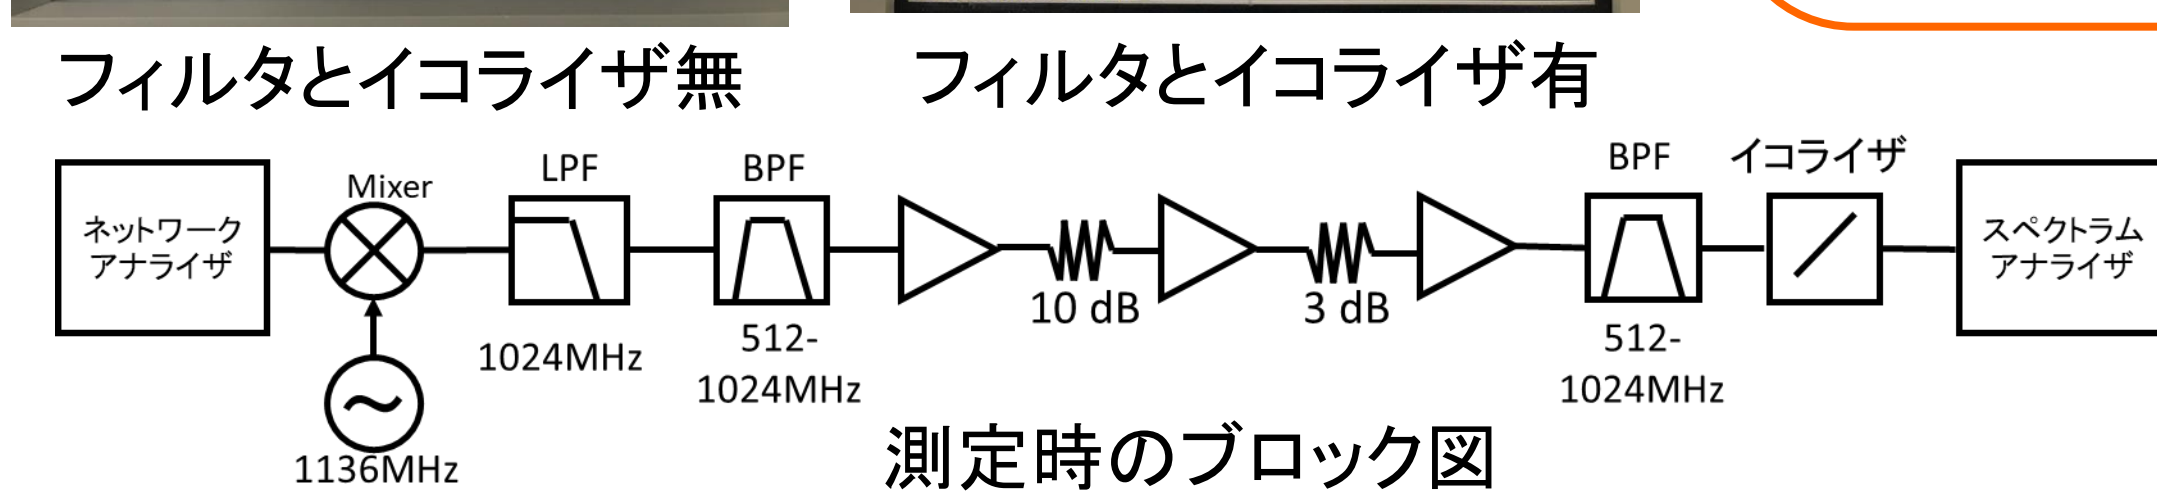 フィルタとイコライザ無
フィルタとイコライザ有
ネットワーク
アナライザ
Mixer
1136MHz
LPF
1024MHz
BPF
512-
1024MHz
10 dB
3 dB
BPF
512-
1024MHz
イコライザ
スペクトラム
アナライザ
測定時のブロック図